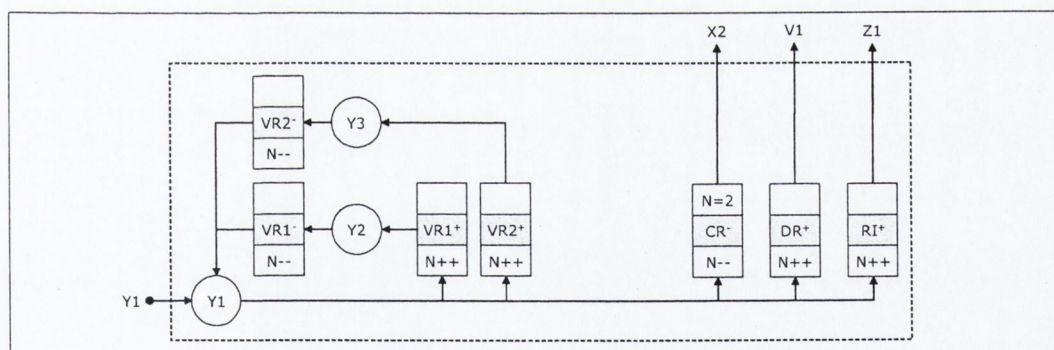 X2 V1 Z1
VR2-
N--
Y3
VR1-
N--
Y2
VR1+
N++
VR2+
N++
N=2
CR-
N--
DR+
N++
RI+
N++
Y1
Y1